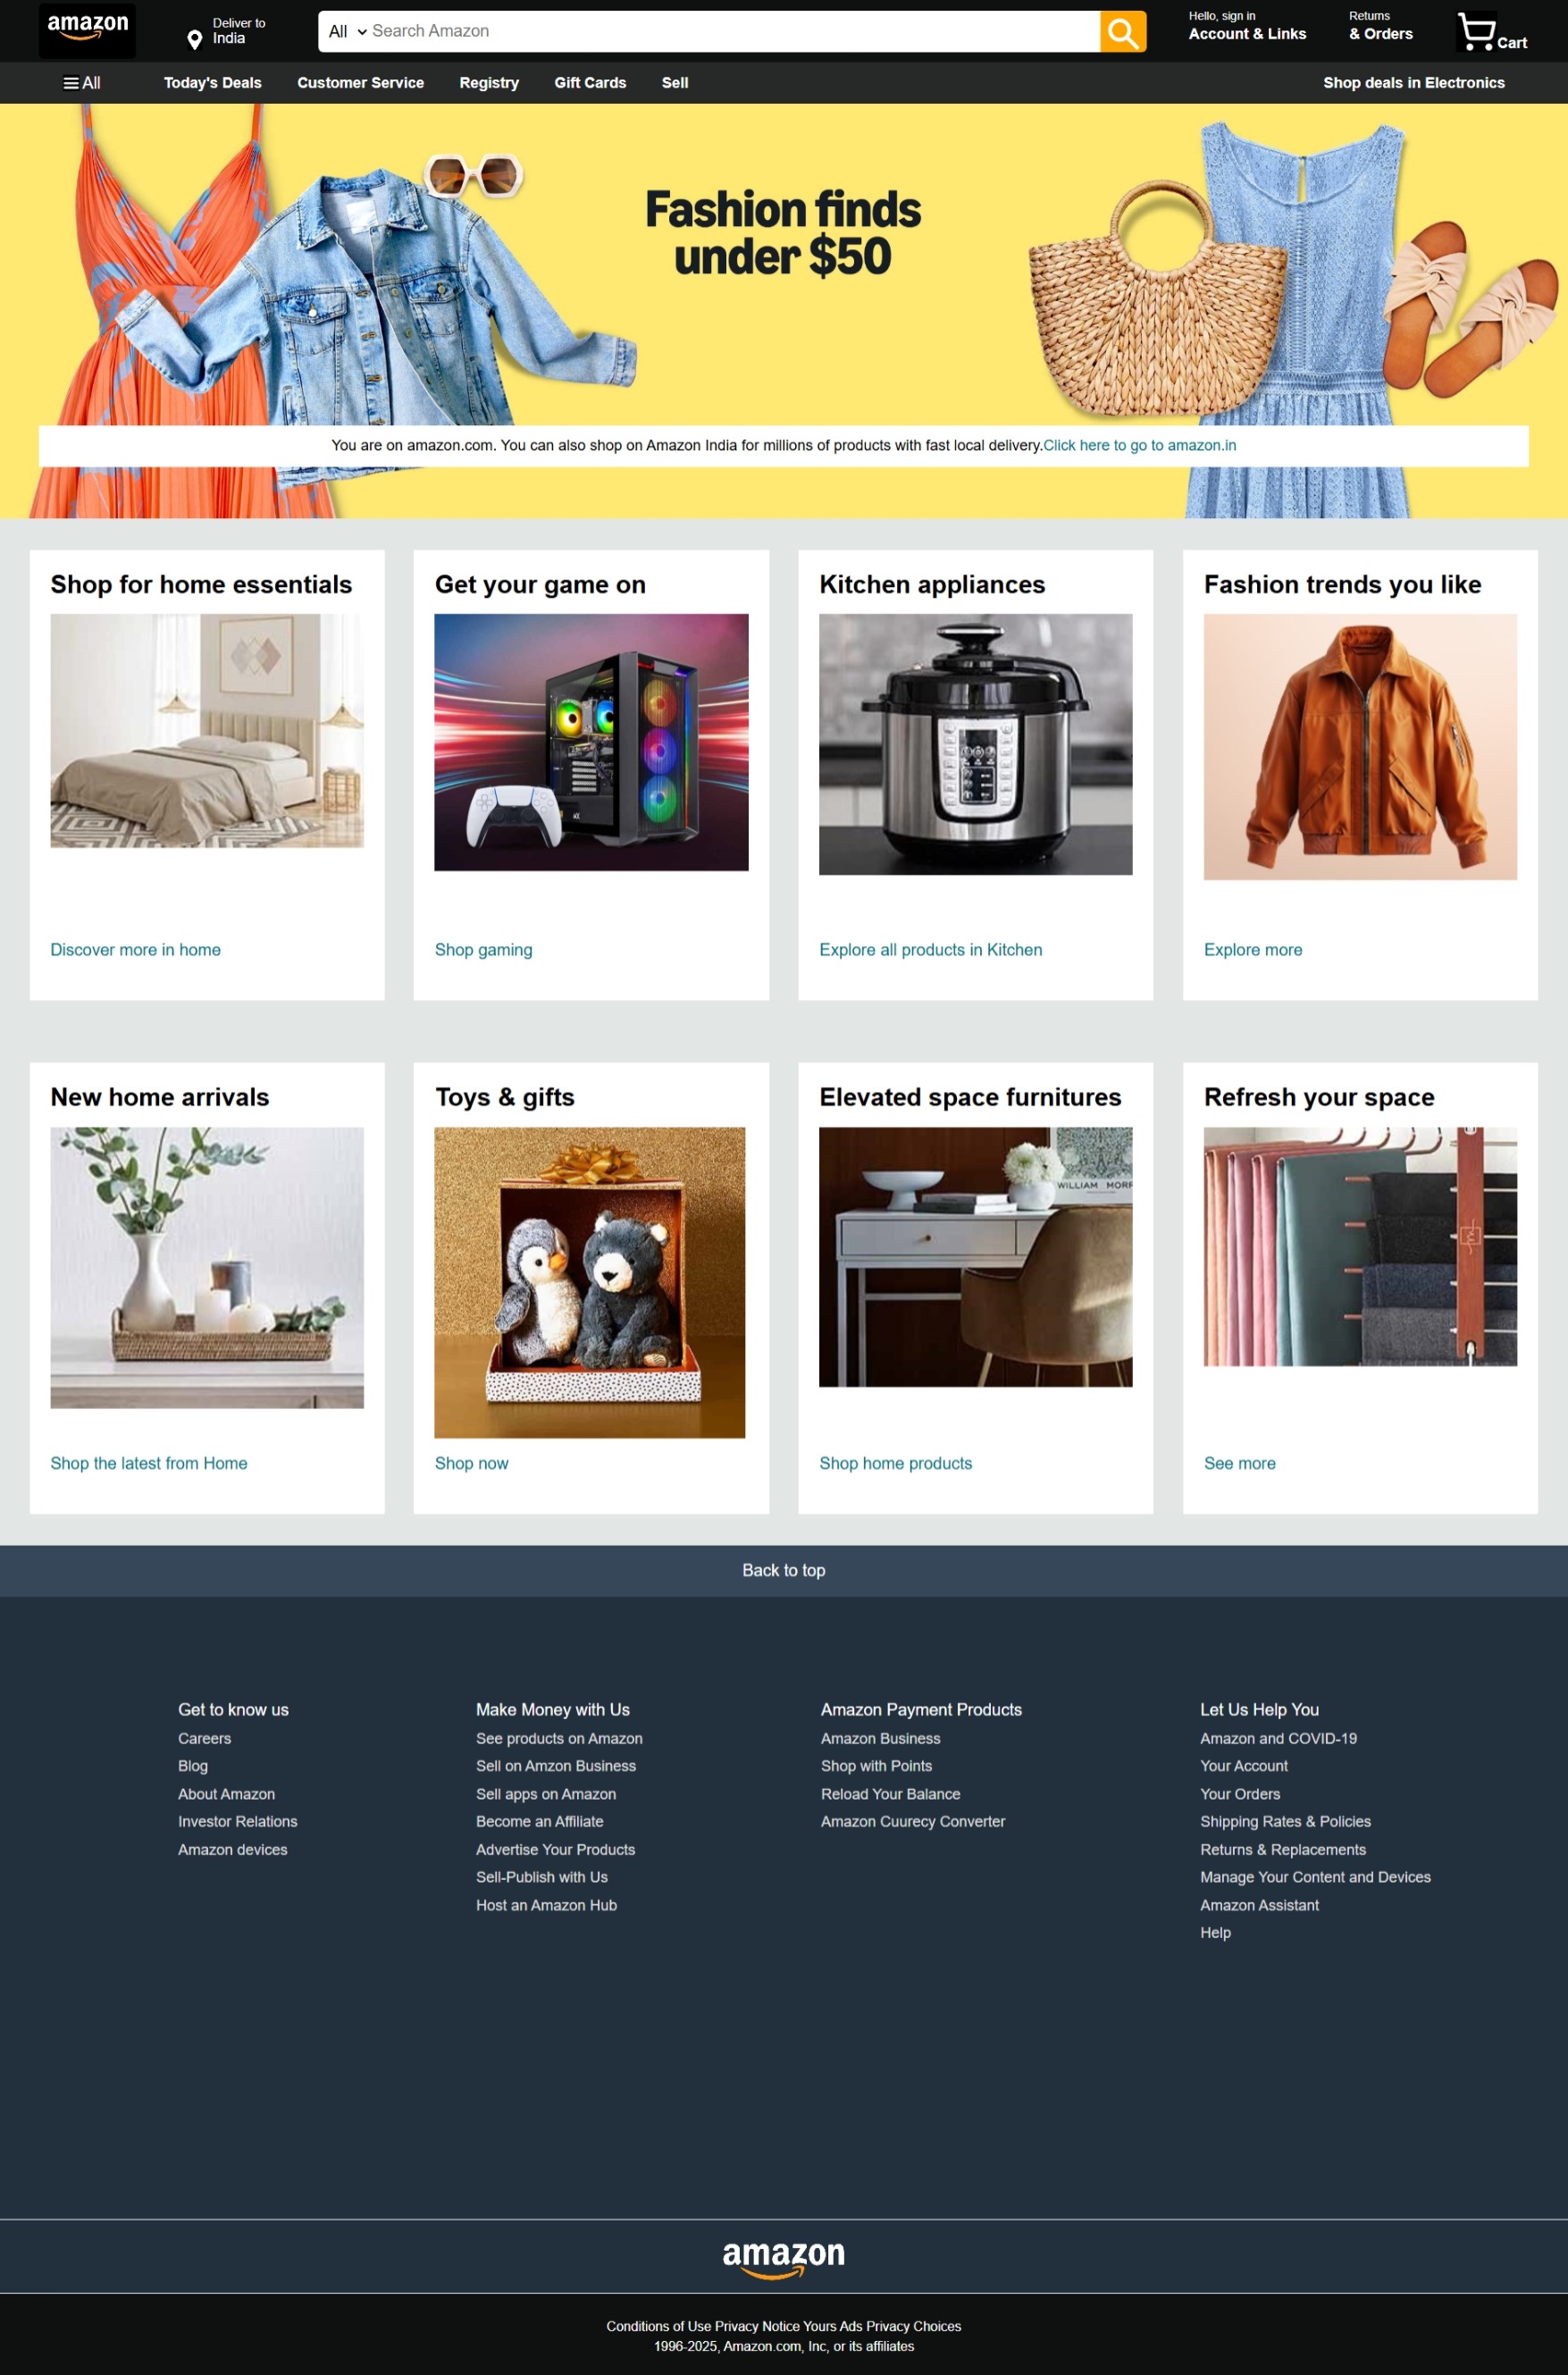 amazon
Deliver to
India
All
Search Amazon
Hello, sign in
Account & Links
Returns
& Orders
Cart
All
Today's Deals
Customer Service
Registry
Gift Cards
Sell
Shop deals in Electronics
Fashion finds
under $50
You are on amazon.com. You can also shop on Amazon India for millions of products with fast local delivery.Click here to go to amazon.in
Shop for home essentials
Get your game on
Kitchen appliances
Fashion trends you like
Discover more in home
Shop gaming
Explore all products in Kitchen
Explore more
New home arrivals
Toys & gifts
Elevated space furnitures
Refresh your space
WILLIAM MORR
Shop the latest from Home
Shop now
Shop home products
See more
Back to top
Get to know us
Careers
Blog
About Amazon
Investor Relations
Amazon devices
Make Money with Us
See products on Amazon
Sell on Amzon Business
Sell apps on Amazon
Become an Affiliate
Advertise Your Products
Sell-Publish with Us
Host an Amazon Hub
Amazon Payment Products
Amazon Business
Shop with Points
Reload Your Balance
Amazon Cuurecy Converter
Let Us Help You
Amazon and COVID-19
Your Account
Your Orders
Shipping Rates & Policies
Returns & Replacements
Manage Your Content and Devices
Amazon Assistant
Help
amazon
Conditions of Use Privacy Notice Yours Ads Privacy Choices
1996-2025, Amazon.com, Inc, or its affiliates